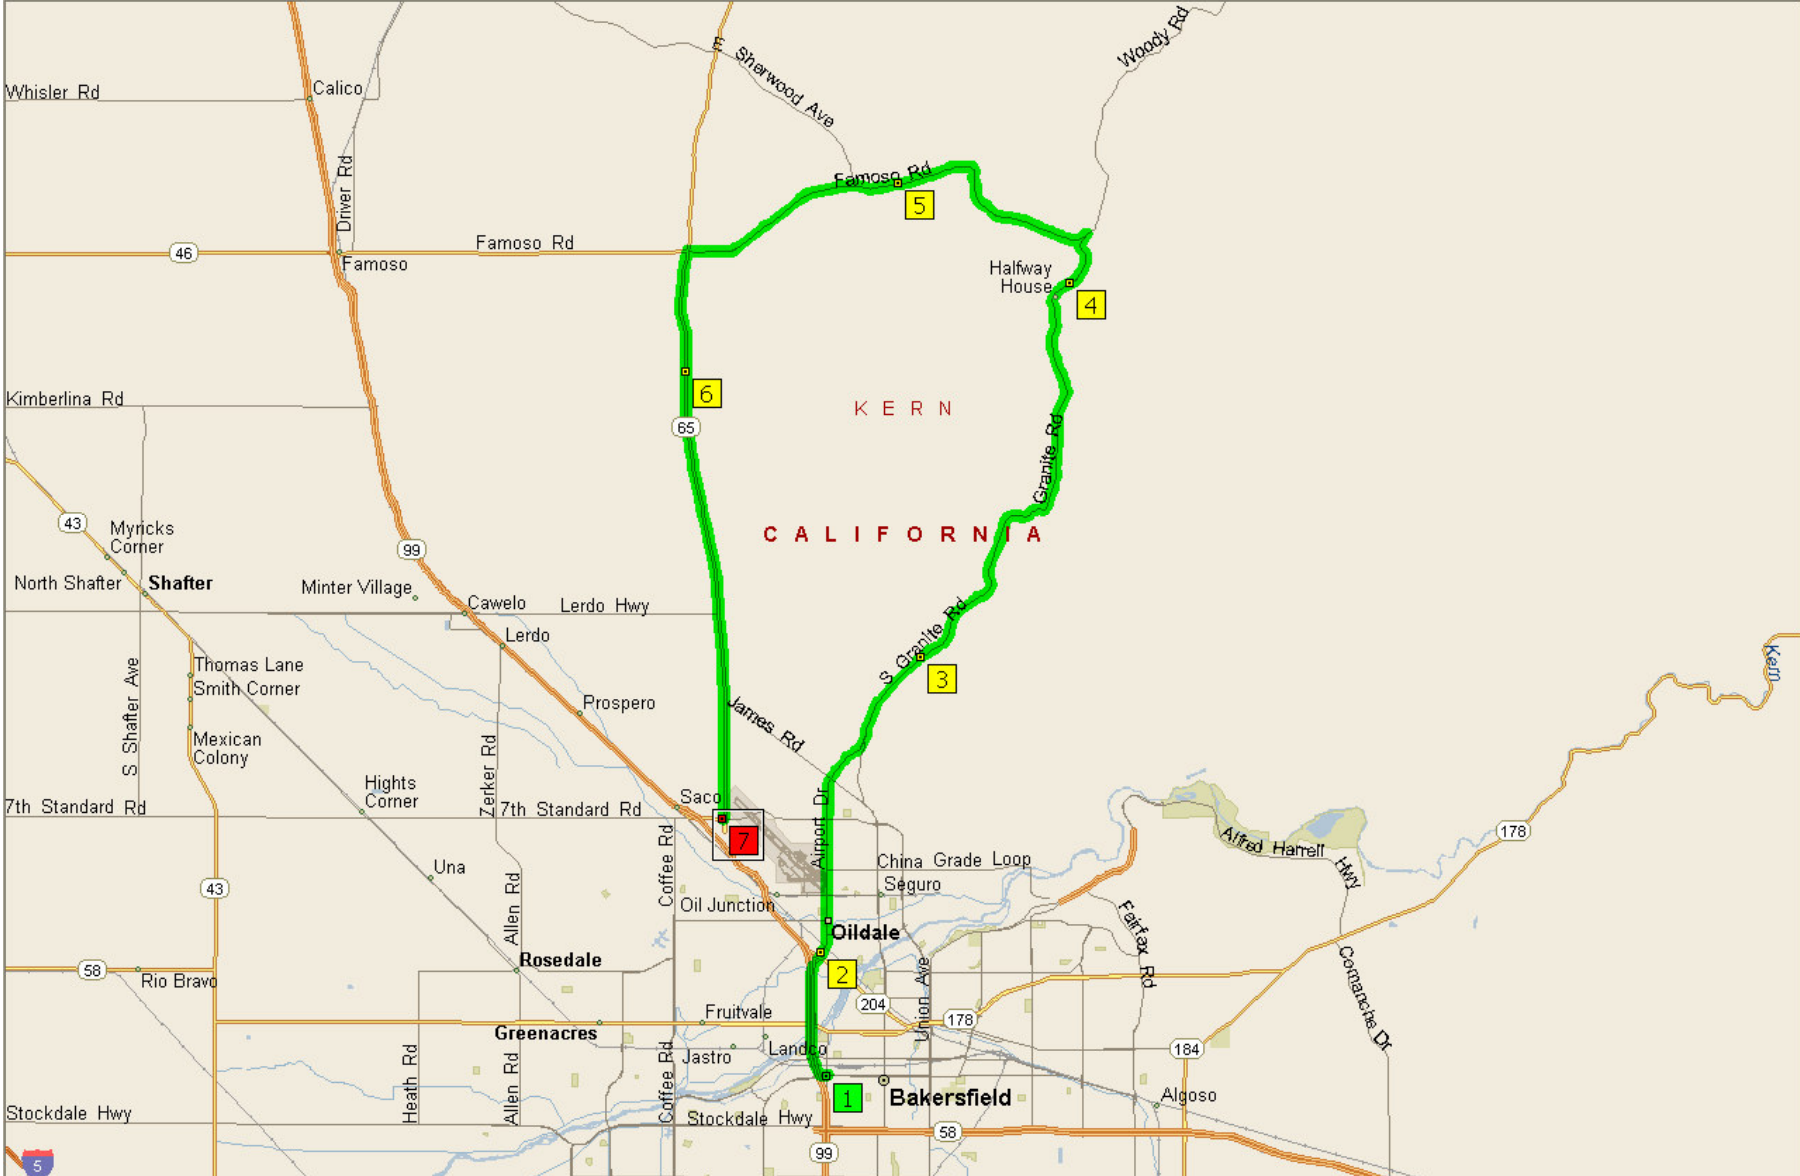 E Sherwood Ave
Woody Rd
Whisler Rd
Calico
Driver Rd
Famoso Rd
5
46
Famoso Rd
Famoso
Halfway
House
4
6
Kimberlina Rd
KERN
65
Granite Rd
43
Myricks
Corner
99
CALIFORNIA
North Shafter
Shafter
Minter Village
Cawelo
Lerdo Hwy
Lerdo
S Granite Rd
3
Thomas Lane
Smith Corner
S Shafter Ave
Prospero
James Rd
Kern
Mexican
Colony
Zerker Rd
Hights
Corner
Saco
7th Standard Rd
7th Standard Rd
7
Airport Dr
Coffee Rd
178
Alfred Harrell Hwy
China Grade Loop
Una
Seguro
43
Oil Junction
Allen Rd
Fairfax Rd
Oildale
Rosedale
58
Rio Bravo
2
Union Ave
Comanche Dr
204
Fruitvale
178
Greenacres
Landco
Jastro
184
Heath Rd
Allen Rd
Coffee Rd
1
Bakersfield
Algoso
Stockdale Hwy
Stockdale Hwy
58
99
5